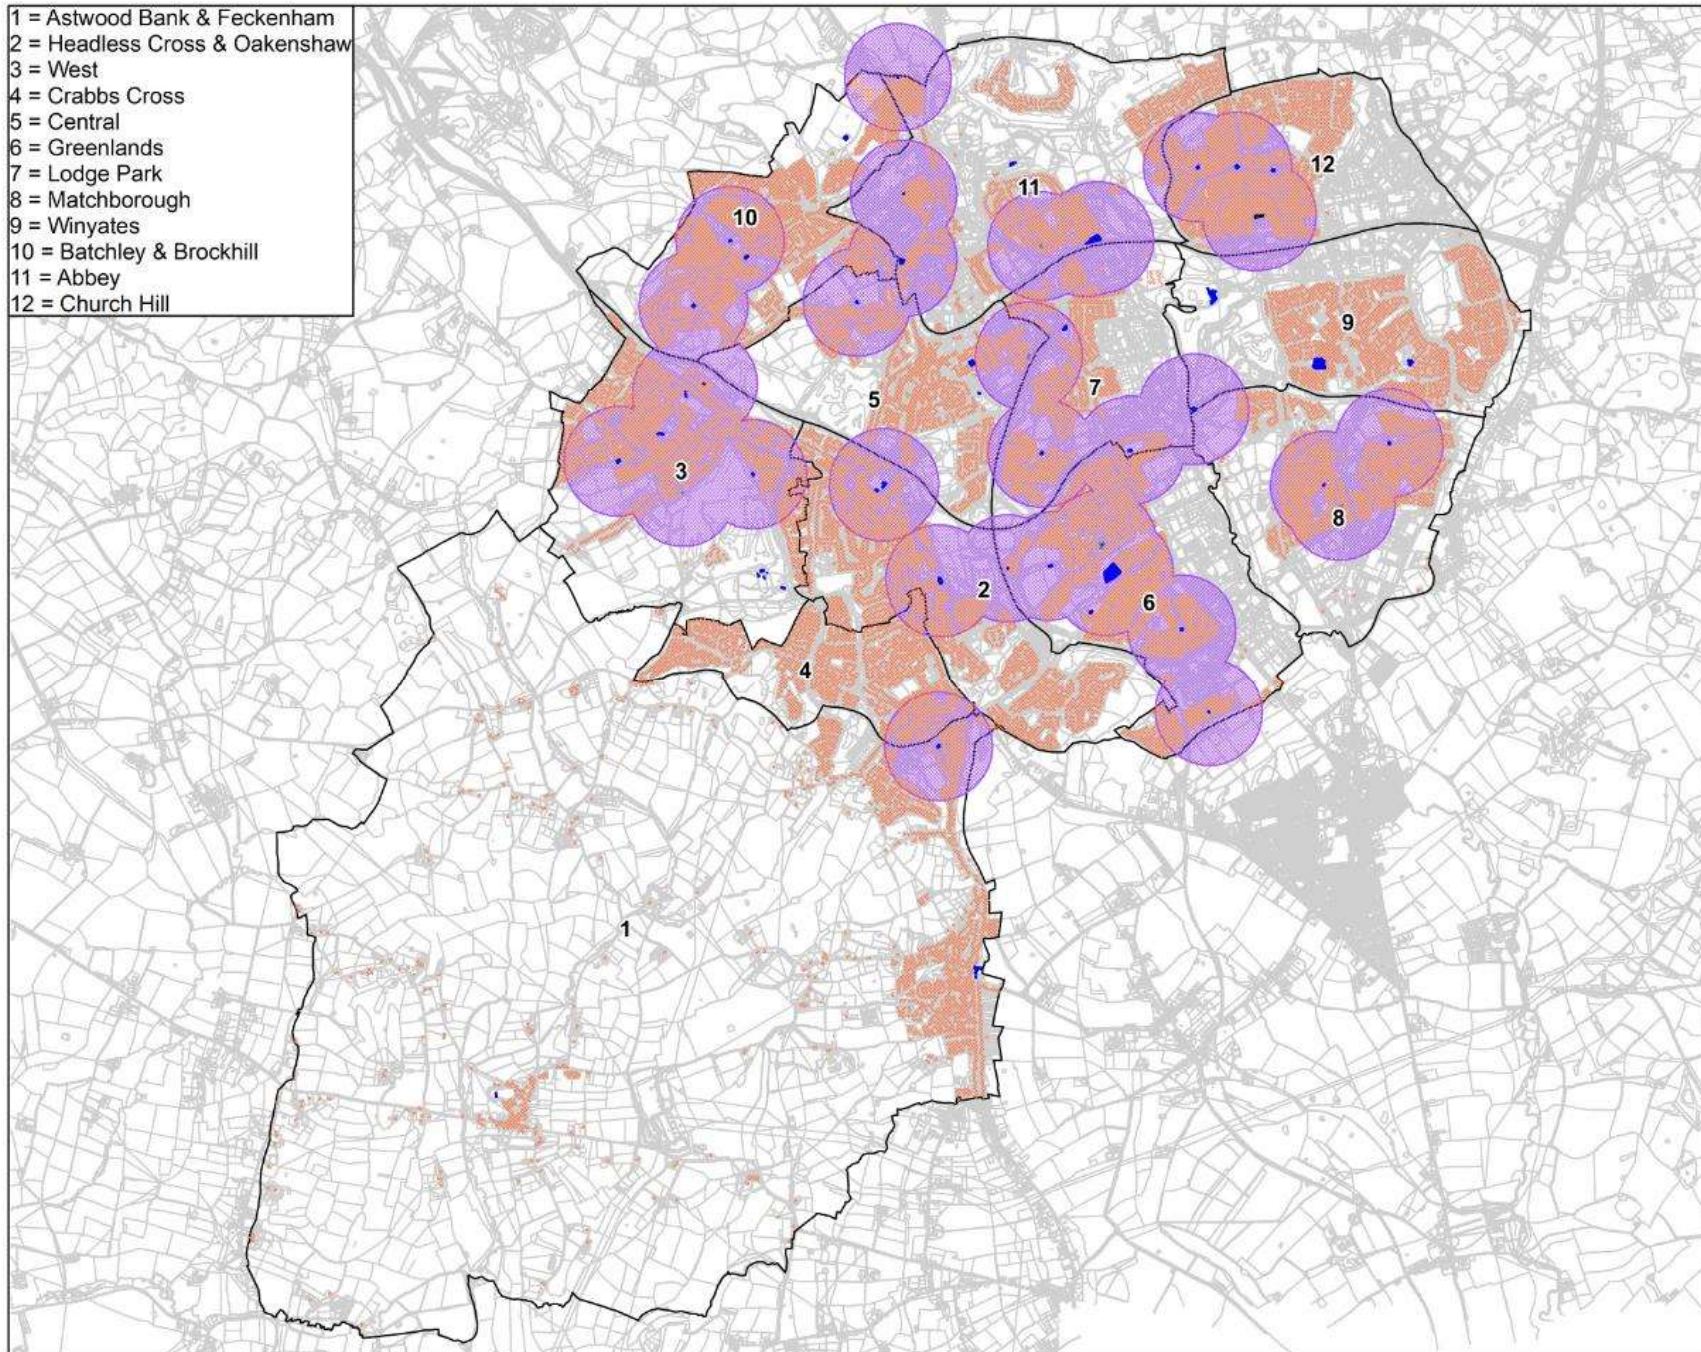 1 = Astwood Bank & Feckenham
2 = Headless Cross & Oakenshaw
3 = West
4 = Crabbs Cross
5 = Central
6 = Greenlands
7 = Lodge Park
8 = Matchborough
9 = Winyates
10 = Batchley & Brockhill
11 = Abbey
12 = Church Hill
12
11
10
9
7
5
3
8
2
6
4
1